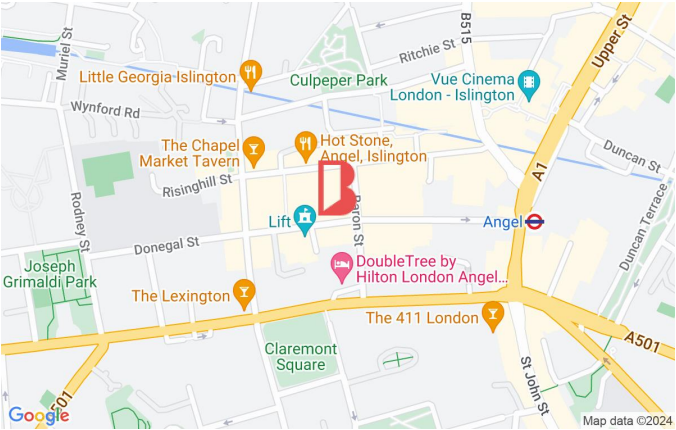 B515
Upper St
Muriel St
Ritchie St
Little Georgia Islington
Culpeper Park
Vue Cinema
London - Islington
Wynford Rd
The Chapel
Market Tavern
Hot Stone,
Angel, Islington
Duncan St
A1
Risinghill St
Rodney St
Baron St
Lift
Angel
Duncan Terrace
Donegal St
Joseph
Grimaldi Park
DoubleTree by
Hilton London Angel...
The Lexington
The 411 London
A501
Claremont
Square
St John St
A501
Google
Map data ©2024